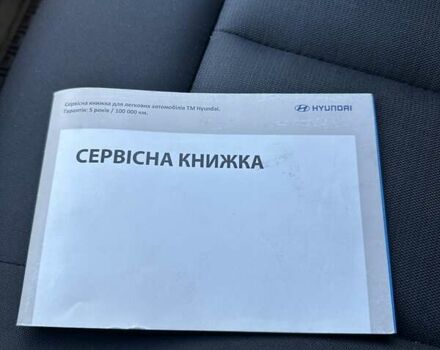 Сервісна книжка для легкових автомобілів ТМ Hyundai.
Гарантія: 5 років / 100 000 км.
HYUNDAI
СЕРВІСНА КНИЖКА